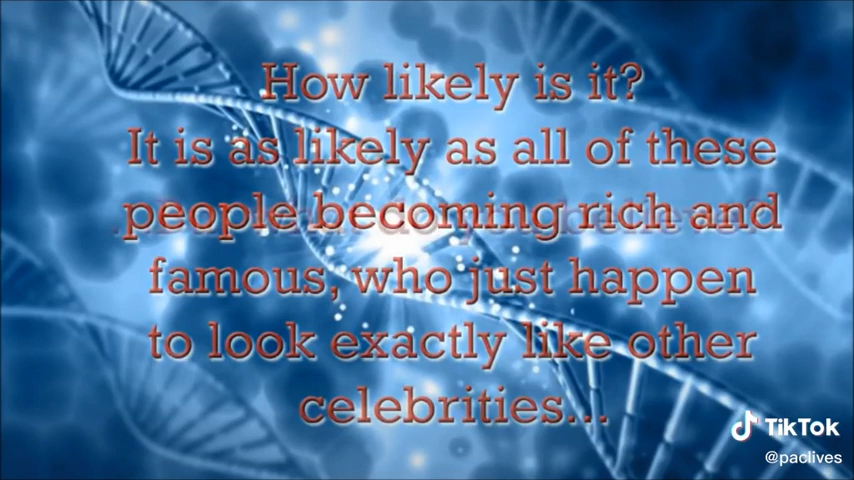 How likely is it?
It is as likely as all of these
people becoming rich and
famous, who just happen
to look exactly like other
celebrities...
TikTok
@paclives